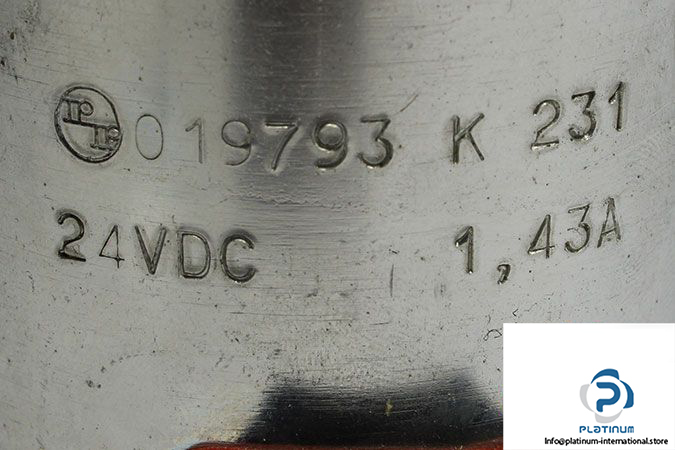 019793 K 231
24VDC 1,43A
PLATINUM
Info@platinum-international.store